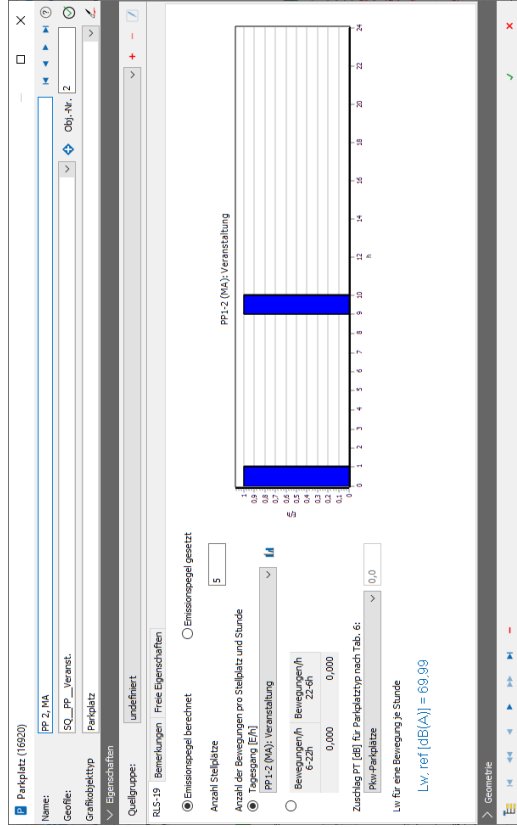 P Parkplatz (16920)
Name: PP 2, MA
Geofile: SQ__PP__Veranst. Obj.-Nr. 2
Grafikobjekttyp Parkplatz
Eigenschaften
Quellgruppe: undefiniert
RLS-19 Bemerkungen Freie Eigenschaften
Emissionspegel berechnet Emissionspegel gesetzt
Anzahl Stellplätze 5
Anzahl der Bewegungen pro Stellplatz und Stunde
Tagesgang [E/h]
PP1-2 (MA): Veranstaltung
Bewegungen/h 6-22h Bewegungen/h 22-6h
0,000 0,000
Zuschlag PT [dB] für Parkplatztyp nach Tab. 6:
Pkw-Parkplätze 0,0
Lw für eine Bewegung je Stunde
Lw,ref [dB(A)] = 69,99
PP1-2 (MA): Veranstaltung
1
0,9
0,8
0,7
0,6
0,5
0,4
0,3
0,2
0,1
0
0 1 2 3 4 5 6 7 8 9 10 12 14 16 18 20 22 24
h
Geometrie